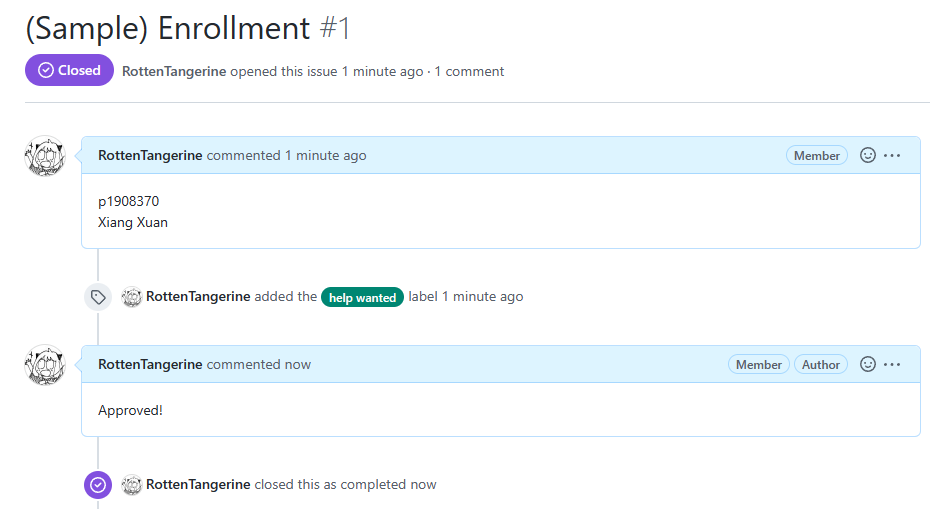 (Sample) Enrollment #1
Closed RottenTangerine opened this issue 1 minute ago · 1 comment
RottenTangerine commented 1 minute ago Member
p1908370
Xiang Xuan
RottenTangerine added the help wanted label 1 minute ago
RottenTangerine commented now Member Author
Approved!
RottenTangerine closed this as completed now